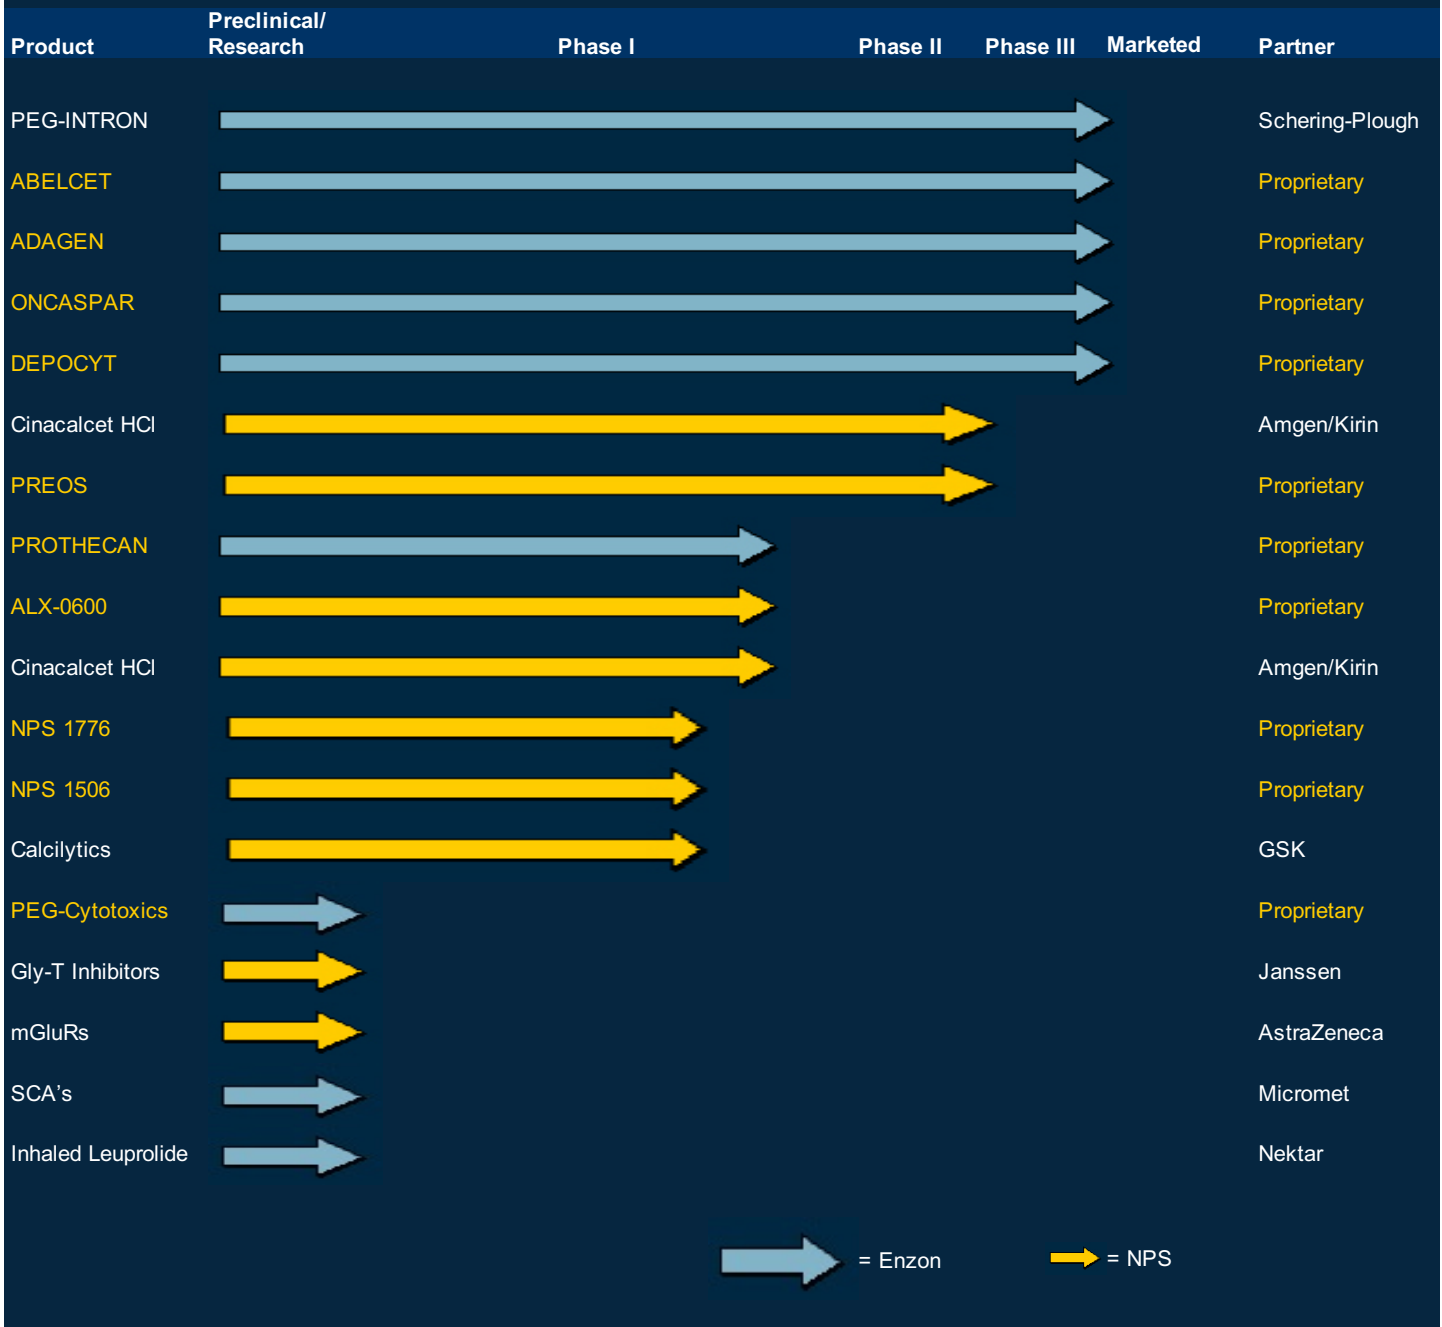 Preclinical/
Product Research Phase I Phase II Phase III Marketed Partner
PEG-INTRON Schering-Plough
ABELCET Proprietary
ADAGEN Proprietary
ONCASPAR Proprietary
DEPOCYT Proprietary
Cinacalcet HCl Amgen/Kirin
PREOS Proprietary
PROTHECAN Proprietary
ALX-0600 Proprietary
Cinacalcet HCl Amgen/Kirin
NPS 1776 Proprietary
NPS 1506 Proprietary
Calcilytics GSK
PEG-Cytotoxics Proprietary
Gly-T Inhibitors Janssen
mGluRs AstraZeneca
SCA’s Micromet
Inhaled Leuprolide Nektar
= Enzon = NPS